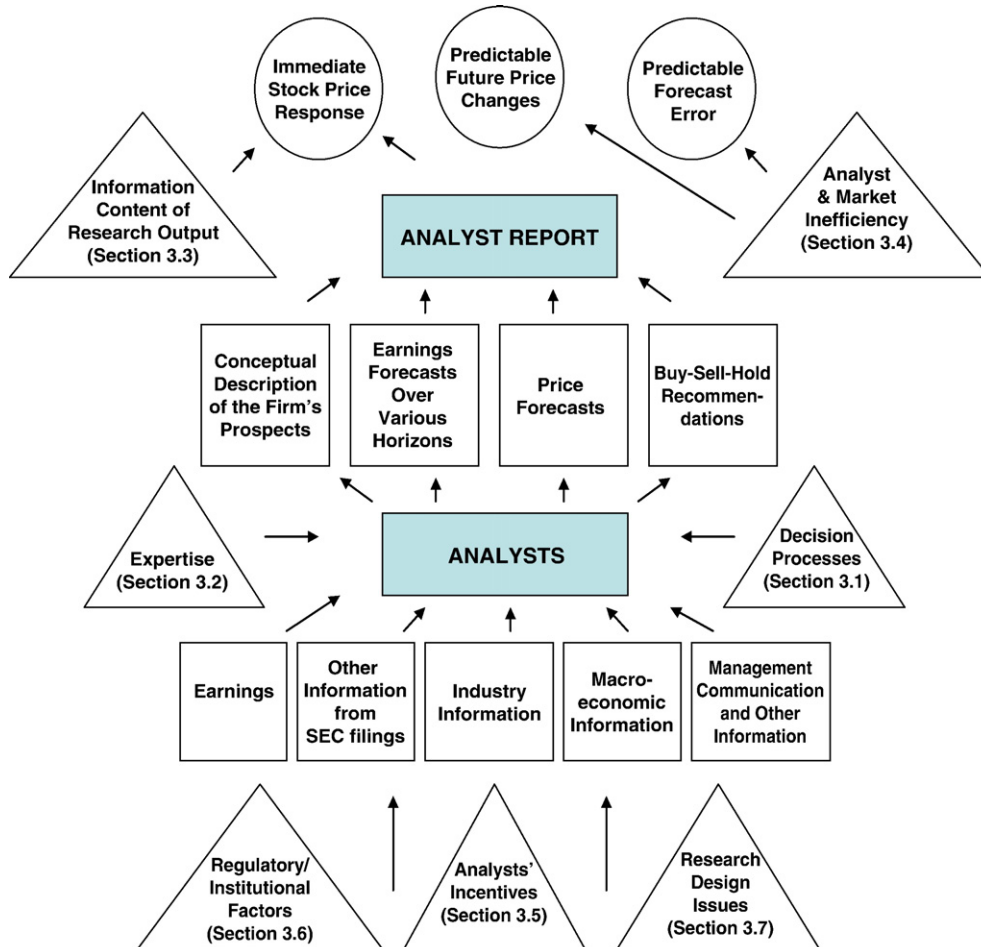 Immediate
Stock Price
Response
Predictable
Future Price
Changes
Predictable
Forecast
Error
Information
Content of
Research Output
(Section 3.3)
Analyst
& Market
Inefficiency
(Section 3.4)
ANALYST REPORT
Conceptual
Description
of the Firm's
Prospects
Earnings
Forecasts
Over
Various
Horizons
Price
Forecasts
Buy-Sell-Hold
Recommen-
dations
Expertise
(Section 3.2)
ANALYSTS
Decision
Processes
(Section 3.1)
Earnings
Other
Information
from
SEC filings
Industry
Information
Macro-
economic
Information
Management
Communication
and Other
Information
Regulatory/
Institutional
Factors
(Section 3.6)
Analysts'
Incentives
(Section 3.5)
Research
Design
Issues
(Section 3.7)